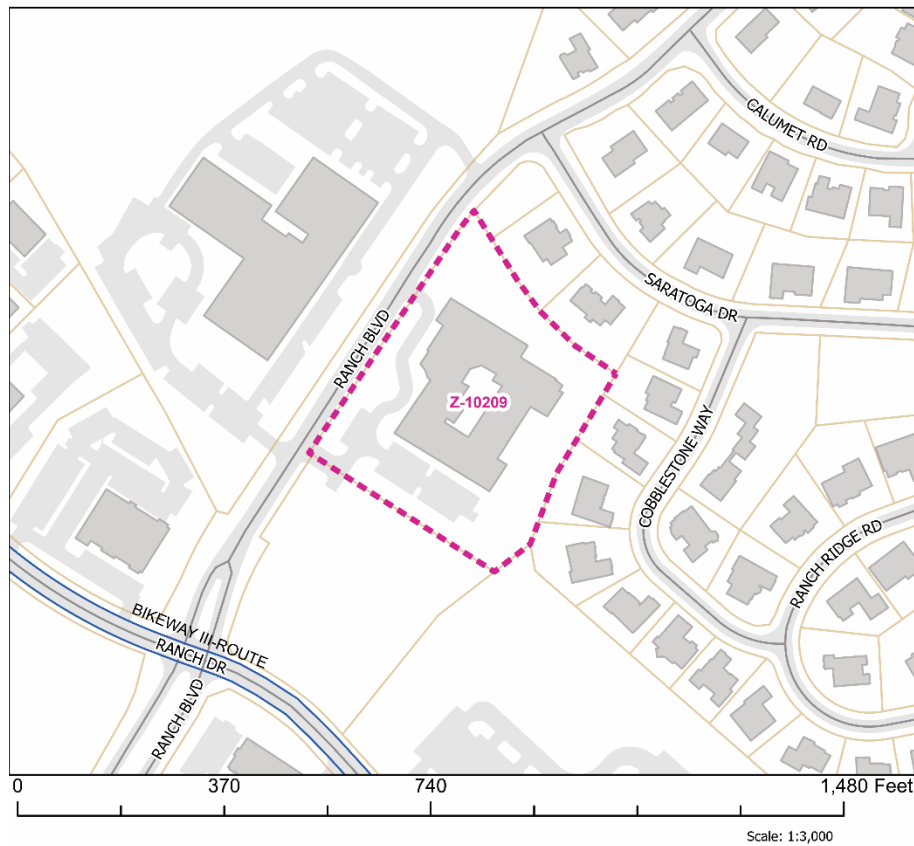 CALUMET RD
SARATOGA DR
RANCH BLVD
Z-10209
COBBLESTONE WAY
RANCH RIDGE RD
BIKEWAY III-ROUTE
RANCH DR
RANCH BLVD
0 370 740 1,480 Feet
Scale: 1:3,000